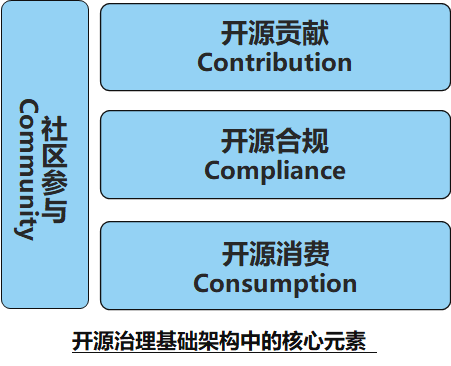 社区参与
Community
开源贡献
Contribution
开源合规
Compliance
开源消费
Consumption
开源治理基础架构中的核心元素